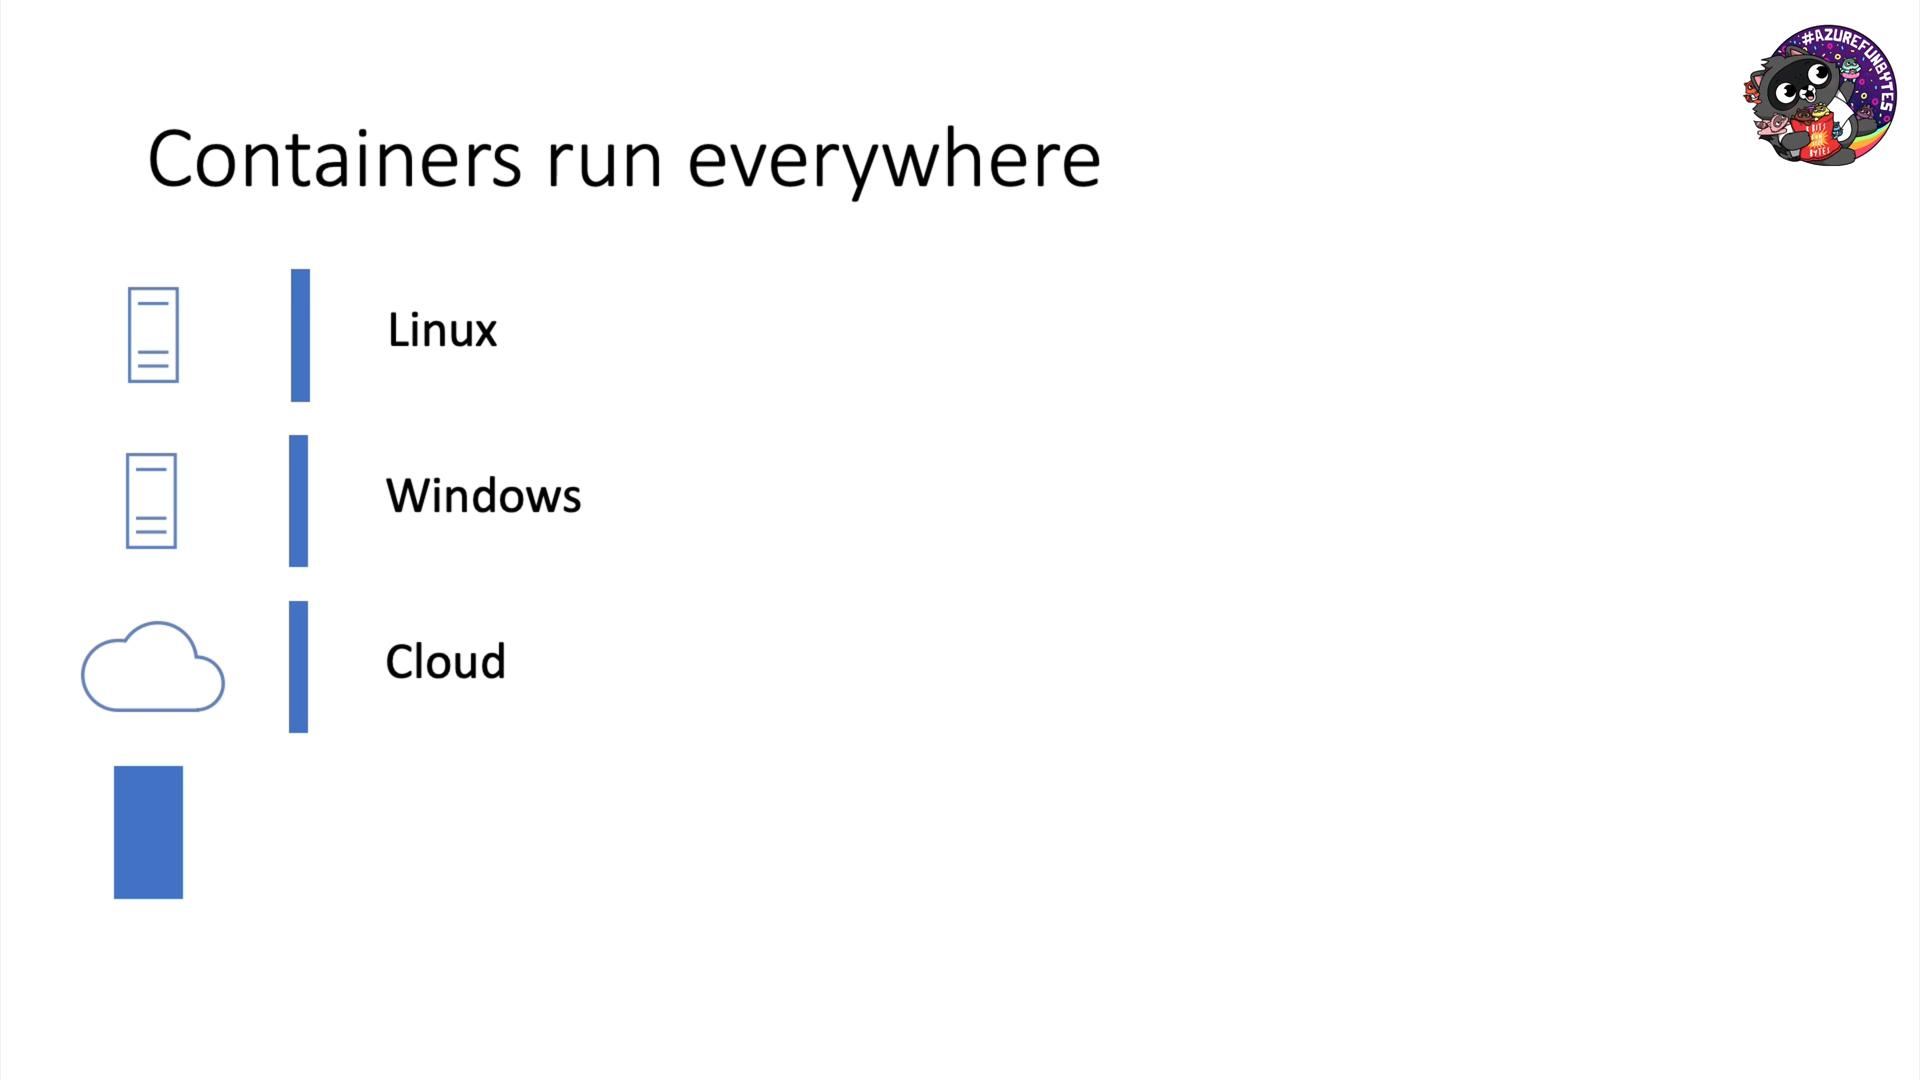 #AZUREFUNBYTES
Containers run everywhere
Linux
Windows
Cloud